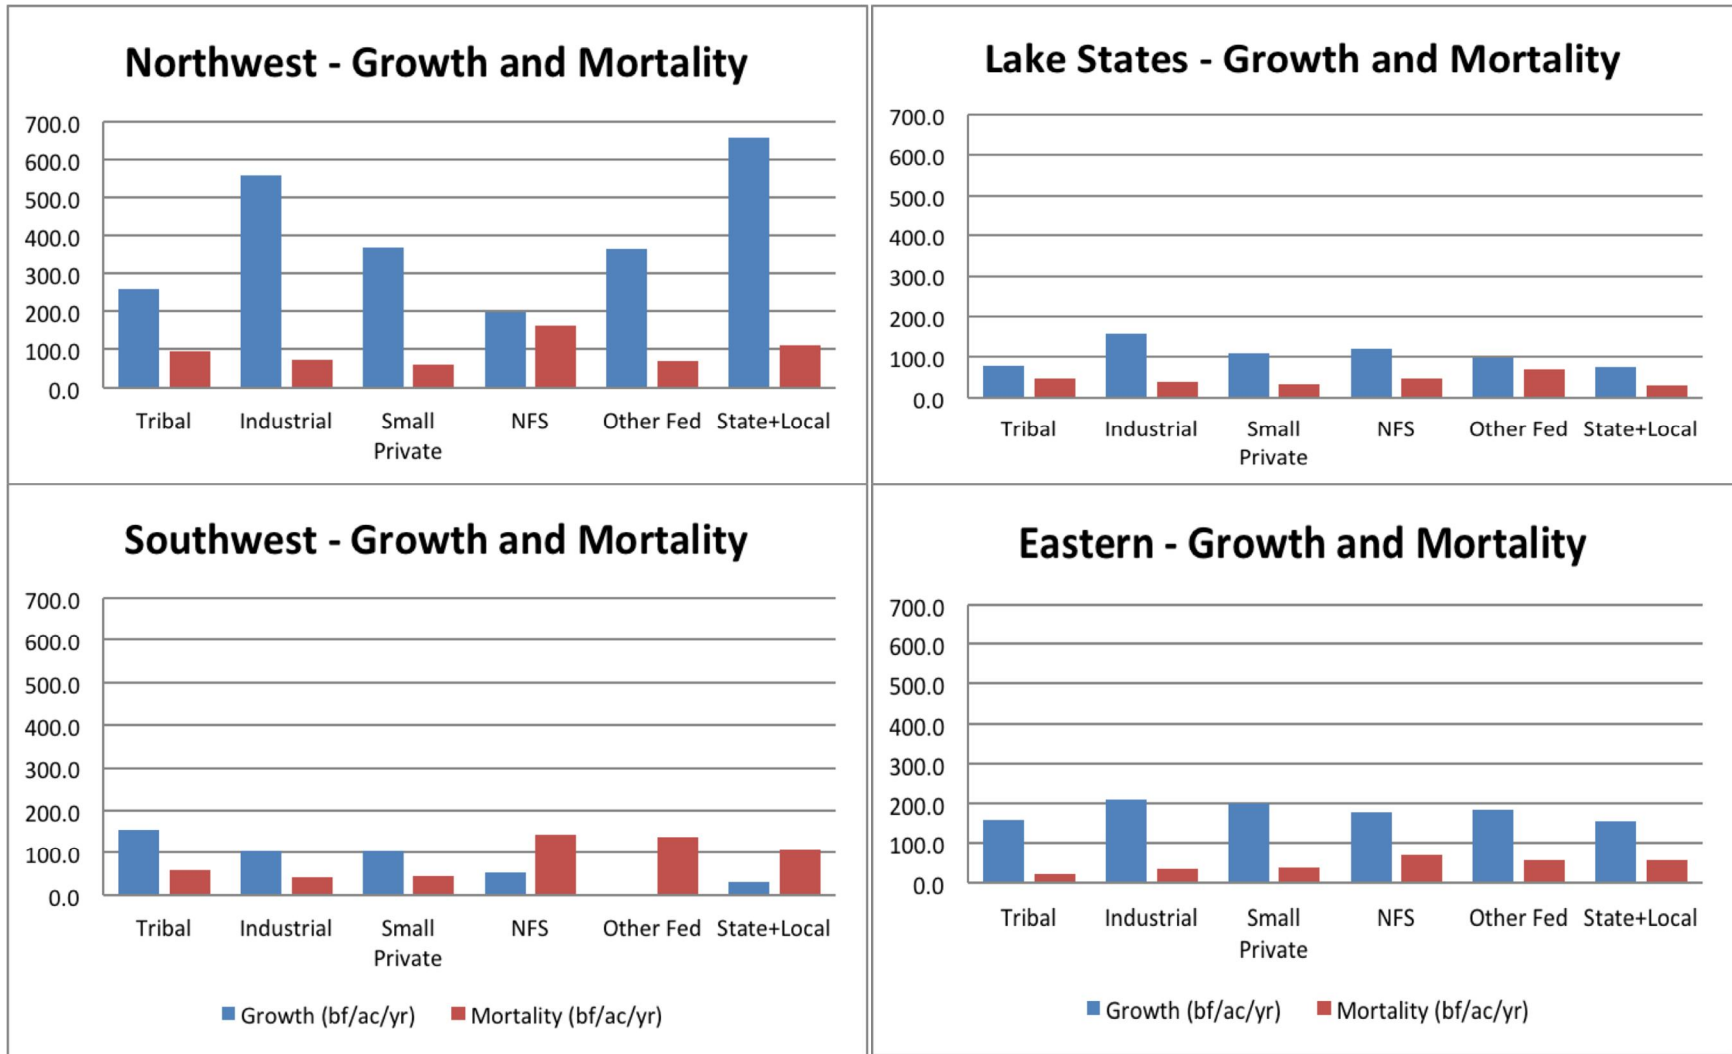 Northwest - Growth and Mortality
700.0
600.0
500.0
400.0
300.0
200.0
100.0
0.0
Tribal Industrial Small NFS Other Fed State+Local
Private
Lake States - Growth and Mortality
700.0
600.0
500.0
400.0
300.0
200.0
100.0
0.0
Tribal Industrial Small NFS Other Fed State+Local
Private
Southwest - Growth and Mortality
700.0
600.0
500.0
400.0
300.0
200.0
100.0
0.0
Tribal Industrial Small NFS Other Fed State+Local
Private
Growth (bf/ac/yr) Mortality (bf/ac/yr)
Eastern - Growth and Mortality
700.0
600.0
500.0
400.0
300.0
200.0
100.0
0.0
Tribal Industrial Small NFS Other Fed State+Local
Private
Growth (bf/ac/yr) Mortality (bf/ac/yr)